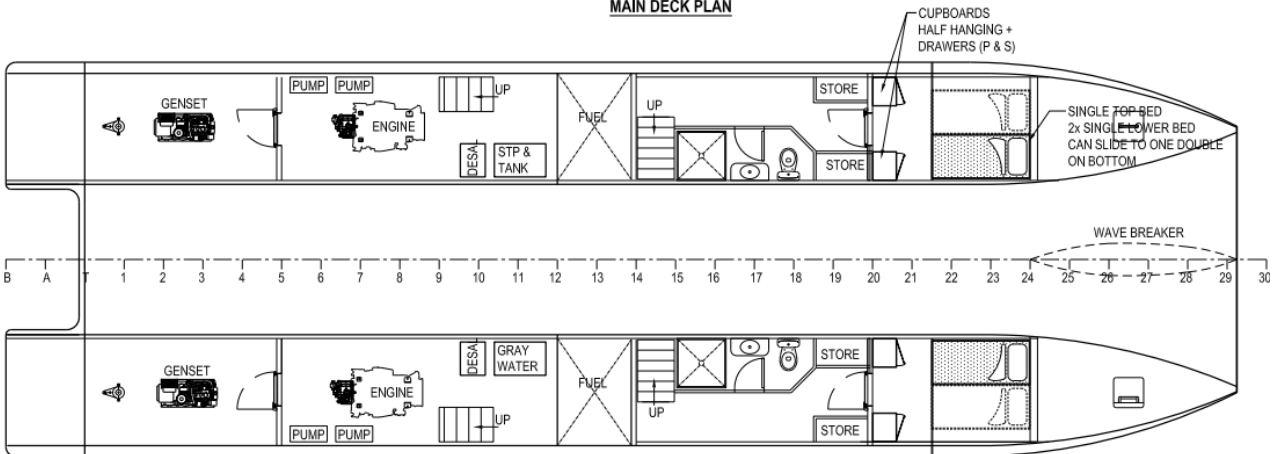 MAIN DECK PLAN
CUPBOARDS
HALF HANGING +
DRAWERS (P & S)
PUMP PUMP
UP
GENSET
ENGINE
DESAL
STP &
TANK
FUEL
UP
STORE
STORE
SINGLE TOP BED
2x SINGLE LOWER BED
CAN SLIDE TO ONE DOUBLE
ON BOTTOM
WAVE BREAKER
B A T 1 2 3 4 5 6 7 8 9 10 11 12 13 14 15 16 17 18 19 20 21 22 23 24 25 26 27 28 29 30
GENSET
ENGINE
DESAL
GRAY
WATER
FUEL
STORE
UP
UP
PUMP PUMP
STORE